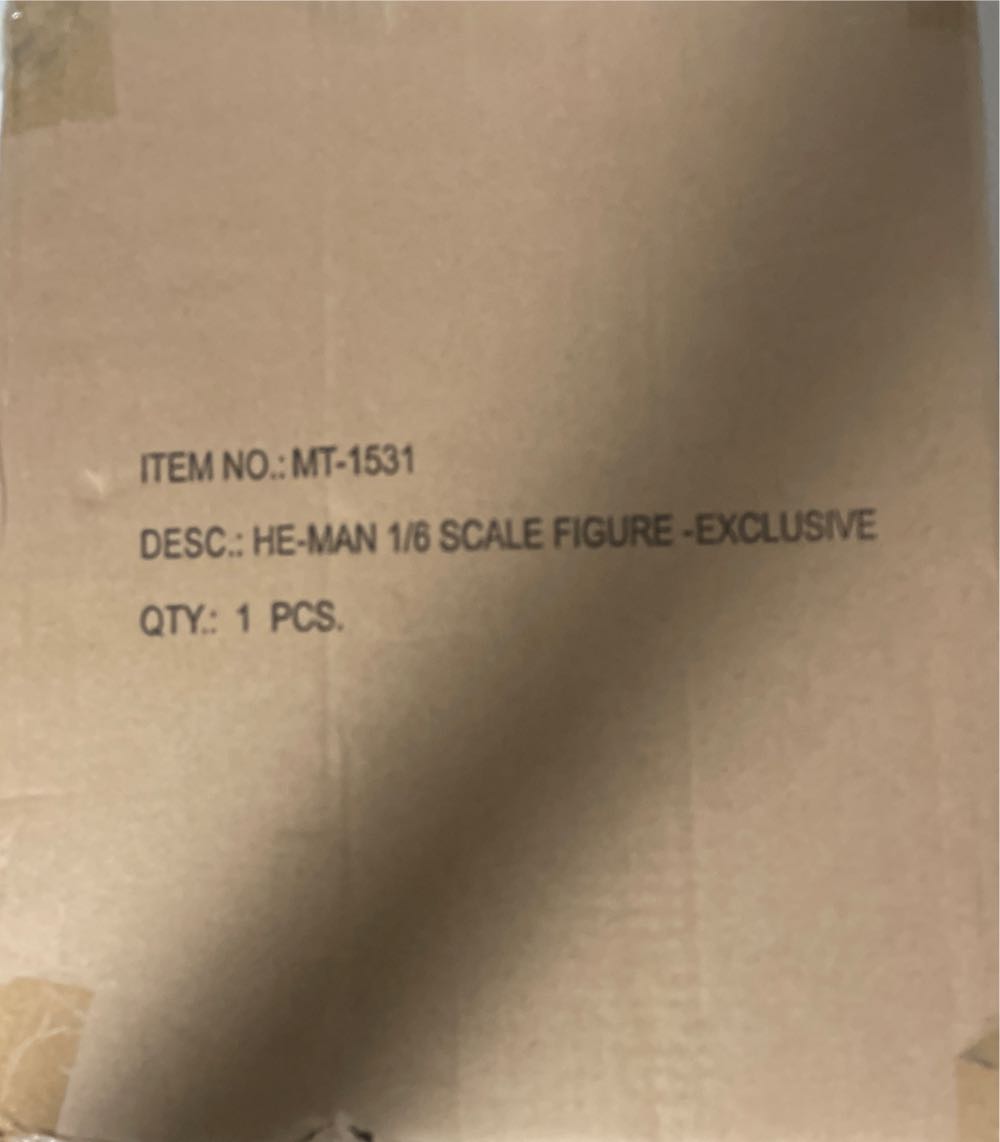 ITEM NO.: MT-1531
DESC.: HE-MAN 1/6 SCALE FIGURE -EXCLUSIVE
QTY.: 1 PCS.